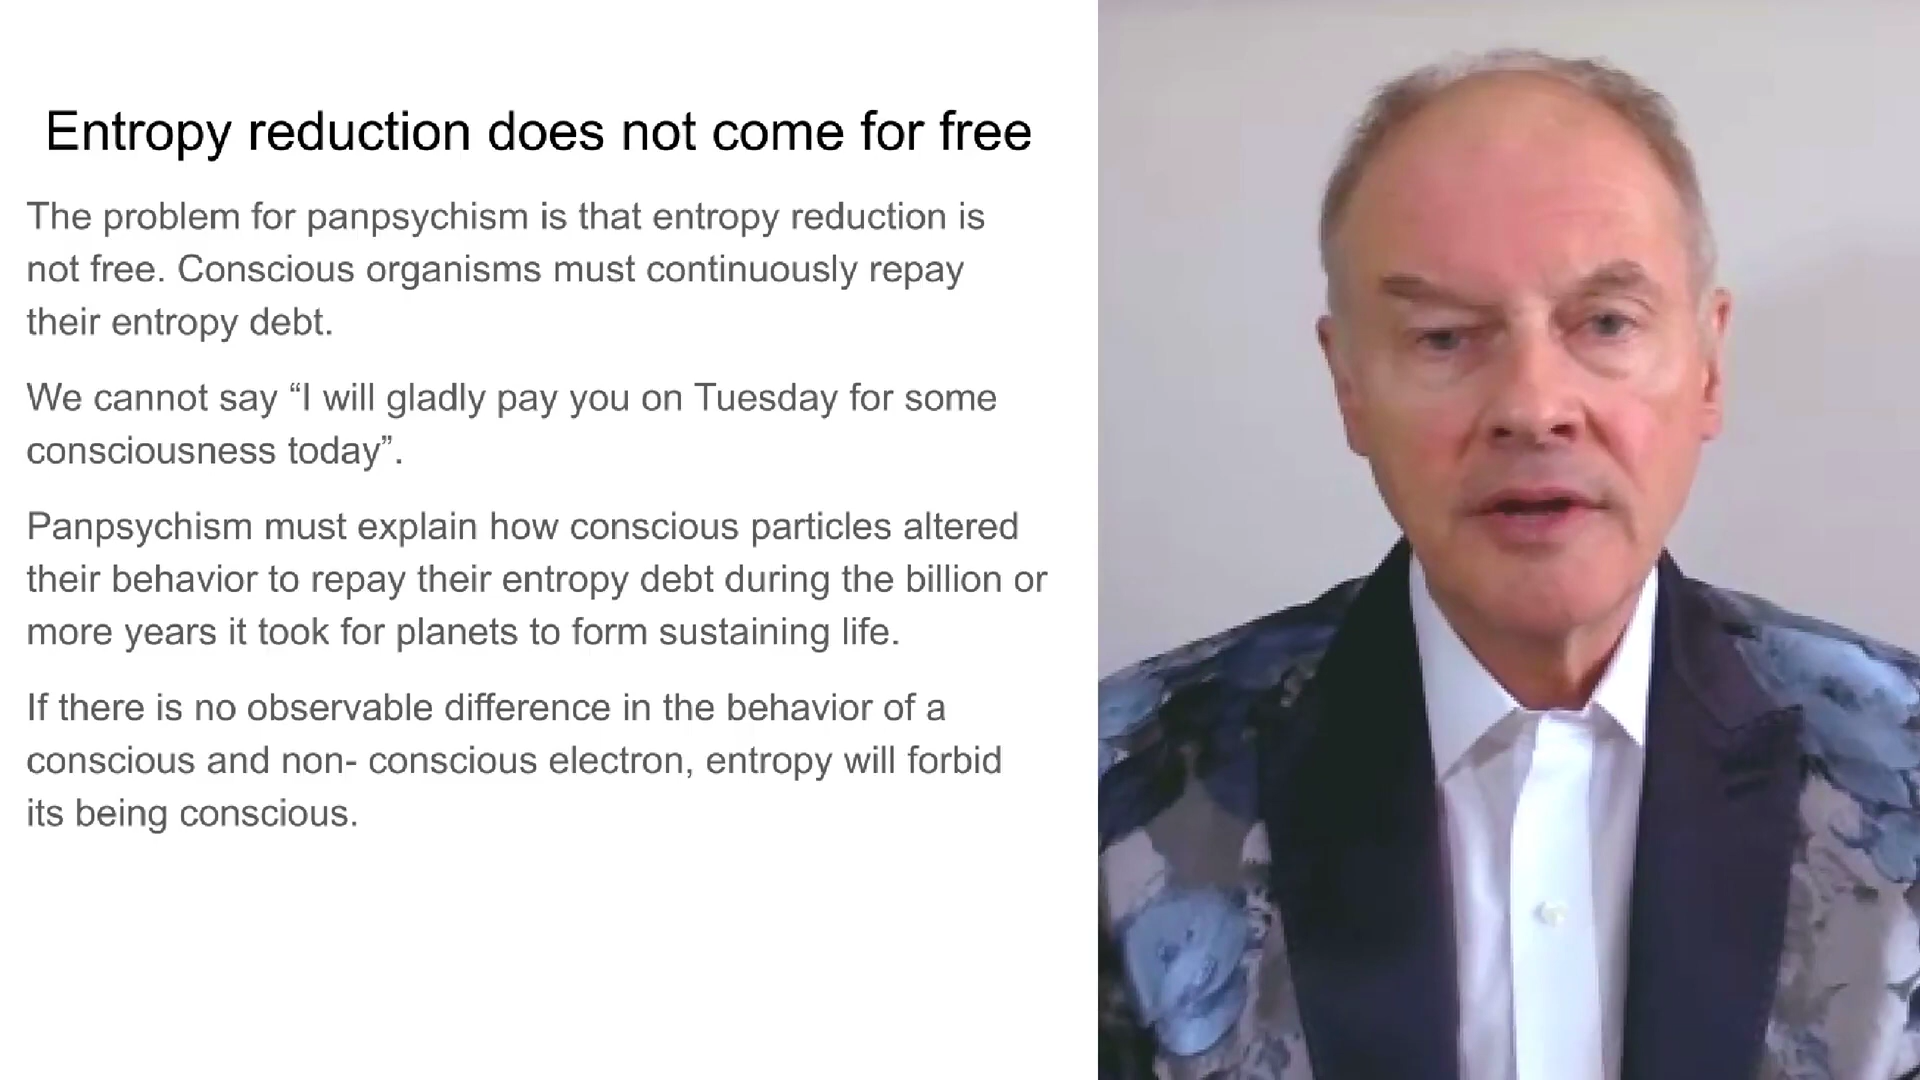 Entropy reduction does not come for free
The problem for panpsychism is that entropy reduction is
not free. Conscious organisms must continuously repay
their entropy debt.
We cannot say “I will gladly pay you on Tuesday for some
consciousness today”.
Panpsychism must explain how conscious particles altered
their behavior to repay their entropy debt during the billion or
more years it took for planets to form sustaining life.
If there is no observable difference in the behavior of a
conscious and non- conscious electron, entropy will forbid
its being conscious.